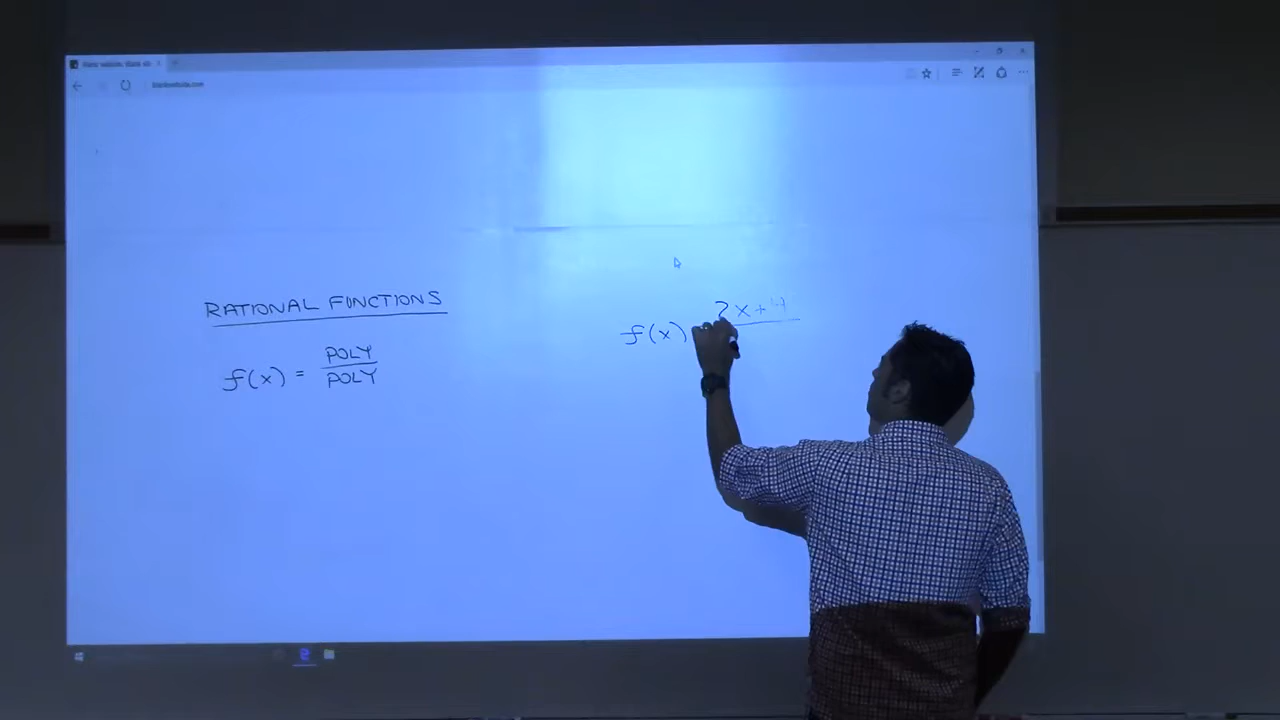 RATIONAL FUNCTIONS
f(x) = POLY
POLY
2x+4
f(x)